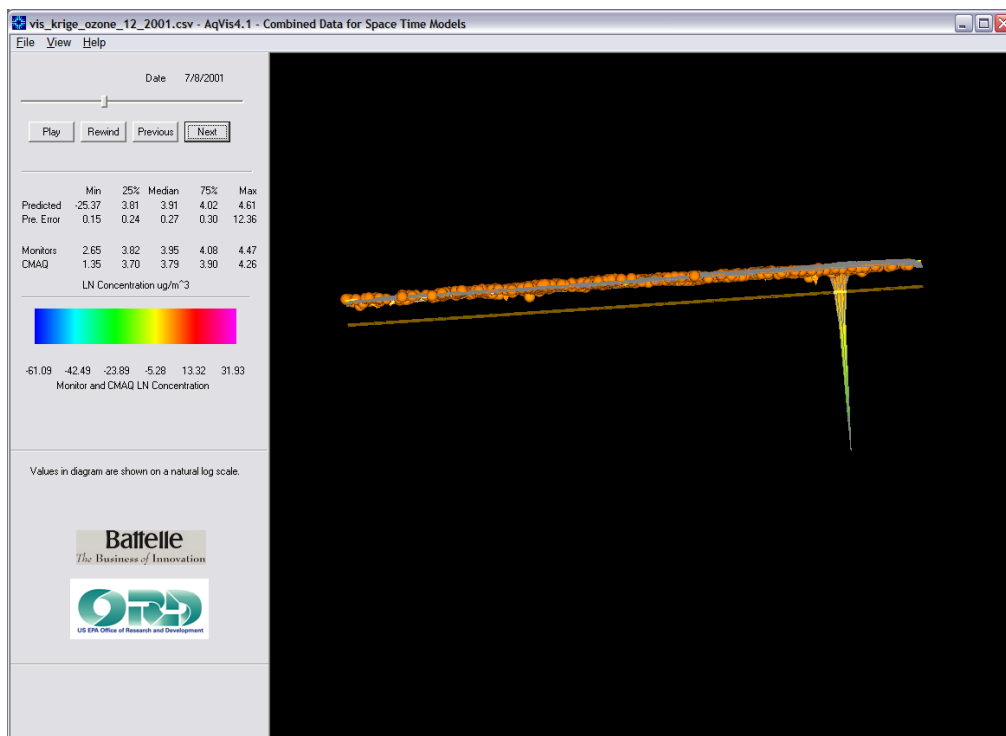 vis_krige_ozone_12_2001.csv - AqVis4.1 - Combined Data for Space Time Models
File View Help
Date 7/8/2001
Play Rewind Previous Next
Min 25% Median 75% Max
Predicted -25.37 3.81 3.91 4.02 4.61
Pre. Error 0.15 0.24 0.27 0.30 12.36
Monitors 2.65 3.82 3.95 4.08 4.47
CMAQ 1.35 3.70 3.79 3.90 4.26
LN Concentration ug/m^3
-61.09 -42.49 -23.89 -5.28 13.32 31.93
Monitor and CMAQ LN Concentration
Values in diagram are shown on a natural log scale.
Battelle
The Business of Innovation
ORD
US EPA Office of Research and Development